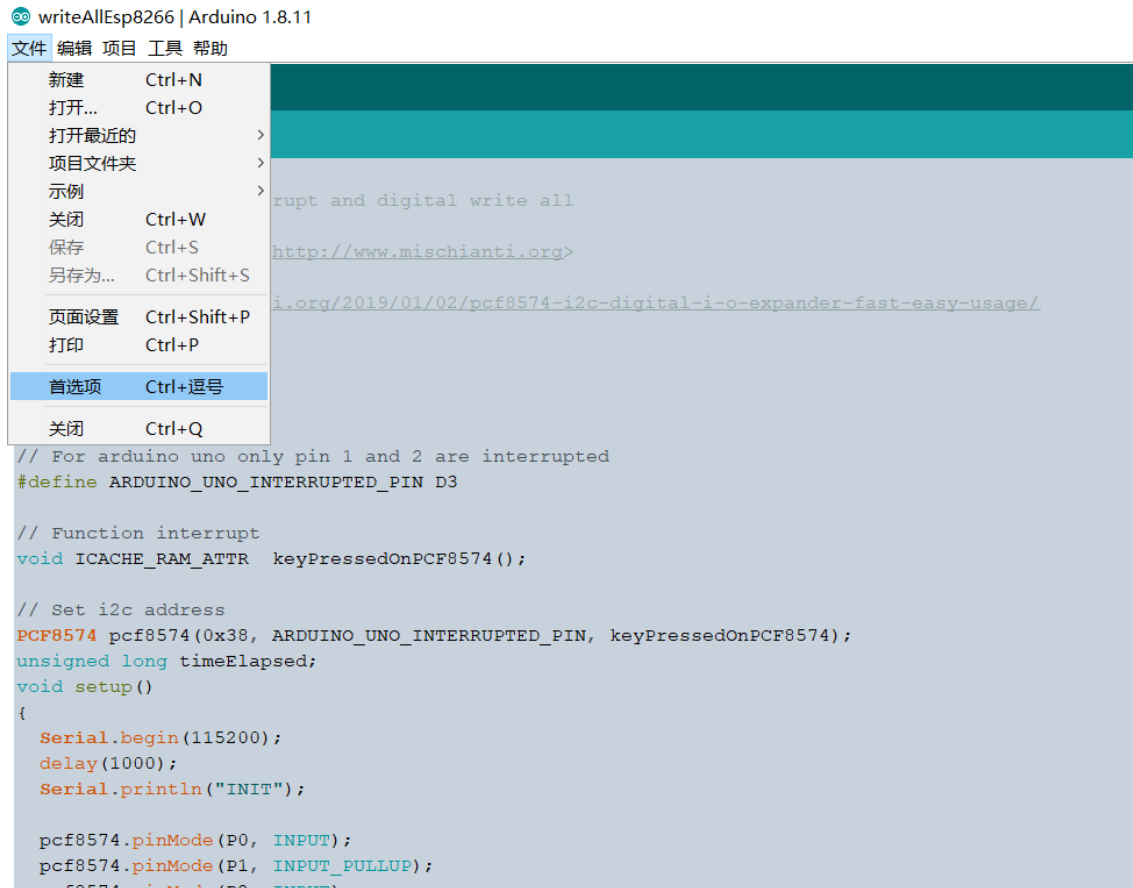 writeAllEsp8266 | Arduino 1.8.11
文件 编辑 项目 工具 帮助
新建 Ctrl+N
打开... Ctrl+O
打开最近的 >
项目文件夹 >
示例 >
关闭 Ctrl+W
保存 Ctrl+S
另存为... Ctrl+Shift+S
页面设置 Ctrl+Shift+P
打印 Ctrl+P
首选项 Ctrl+逗号
关闭 Ctrl+Q
rupt and digital write all
http://www.mischianti.org>
i.org/2019/01/02/pcf8574-i2c-digital-i-o-expander-fast-easy-usage/
// For arduino uno only pin 1 and 2 are interrupted
#define ARDUINO_UNO_INTERRUPTED_PIN D3
// Function interrupt
void ICACHE_RAM_ATTR  keyPressedOnPCF8574();
// Set i2c address
PCF8574 pcf8574(0x38, ARDUINO_UNO_INTERRUPTED_PIN, keyPressedOnPCF8574);
unsigned long timeElapsed;
void setup()
{
Serial.begin(115200);
delay(1000);
Serial.println("INIT");
pcf8574.pinMode(P0, INPUT);
pcf8574.pinMode(P1, INPUT_PULLUP);